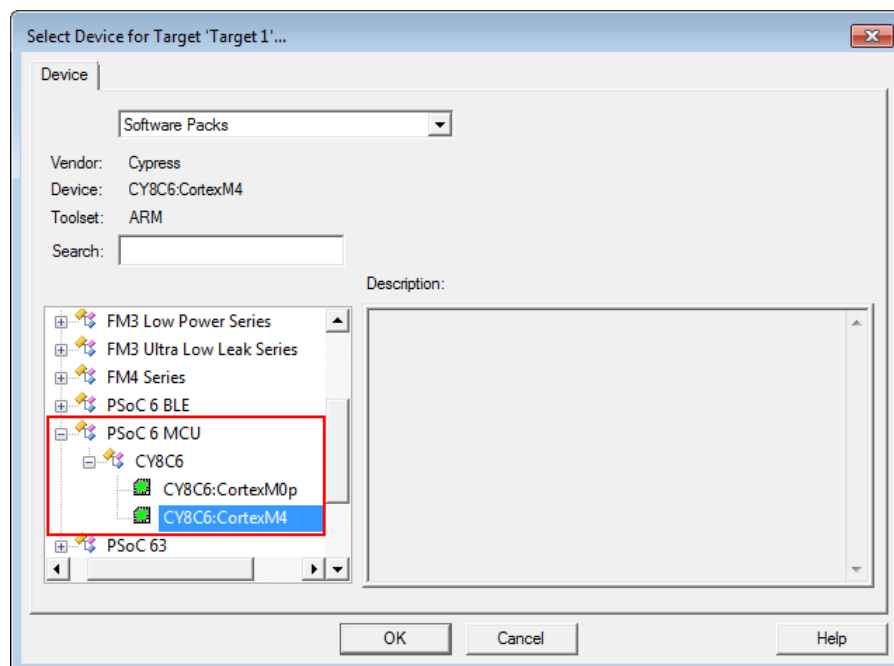 Select Device for Target 'Target 1'...
Device
Software Packs
Vendor: Cypress
Device: CY8C6:CortexM4
Toolset: ARM
Search:
Description:
FM3 Low Power Series
FM3 Ultra Low Leak Series
FM4 Series
PSoC 6 BLE
PSoC 6 MCU
CY8C6
CY8C6:CortexM0p
CY8C6:CortexM4
PSoC 63
OK Cancel Help